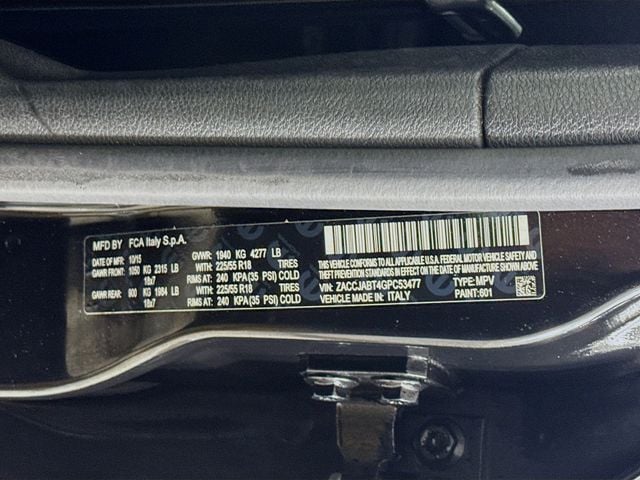 MFD BY FCA Italy S.p.A.
DATE OF MFR: 10/15 GVWR: 1940 KG 4277 LB
GAWR FRONT: 1050 KG 2315 LB WITH: 225/55 R18 TIRES
18x7 RIMS AT: 240 KPA(35 PSI) COLD
GAWR REAR: 900 KG 1984 LB WITH: 225/55 R18 TIRES
18x7 RIMS AT: 240 KPA(35 PSI) COLD
THIS VEHICLE CONFORMS TO ALL APPLICABLE
U.S.A. FEDERAL MOTOR VEHICLE SAFETY AND
THEFT PREVENTION STANDARDS IN EFFECT ON
THE DATE OF MANUFACTURE SHOWN ABOVE.
VIN: ZACCJABT4GPC53477 TYPE: MPV
VEHICLE MADE IN: ITALY PAINT: 601